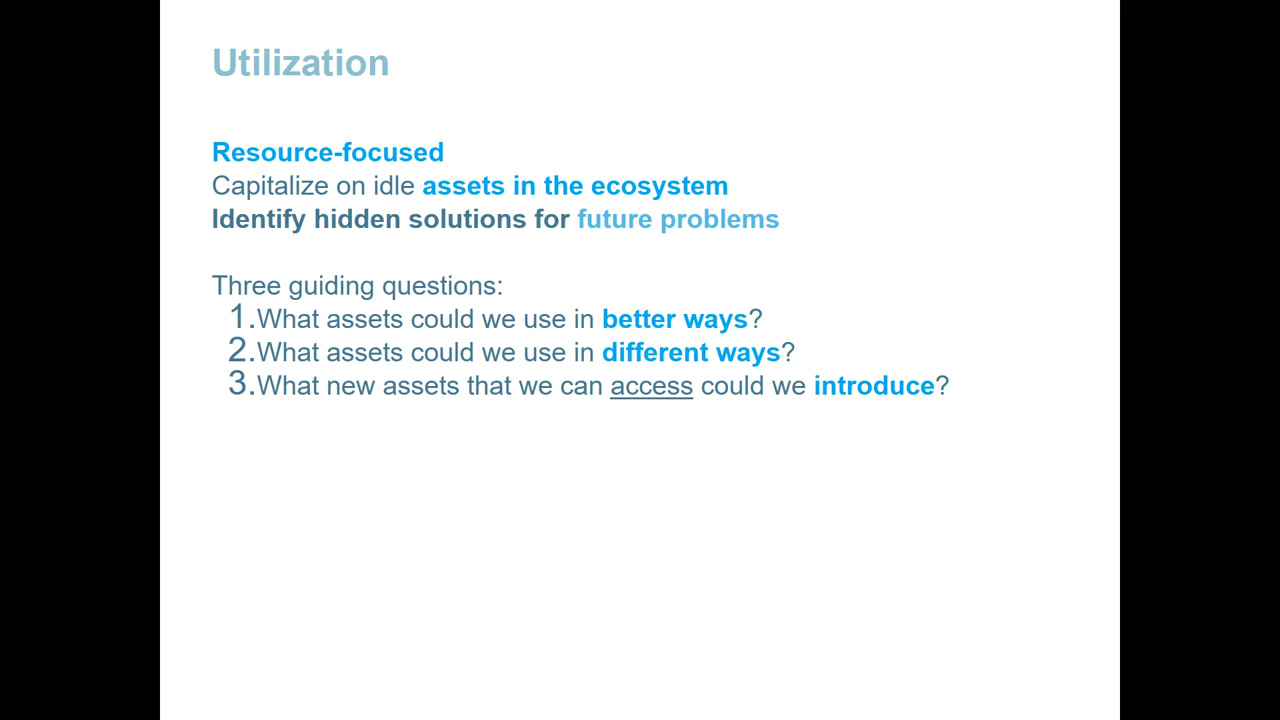 Utilization
Resource-focused
Capitalize on idle assets in the ecosystem
Identify hidden solutions for future problems
Three guiding questions:
1.What assets could we use in better ways?
2.What assets could we use in different ways?
3.What new assets that we can access could we introduce?